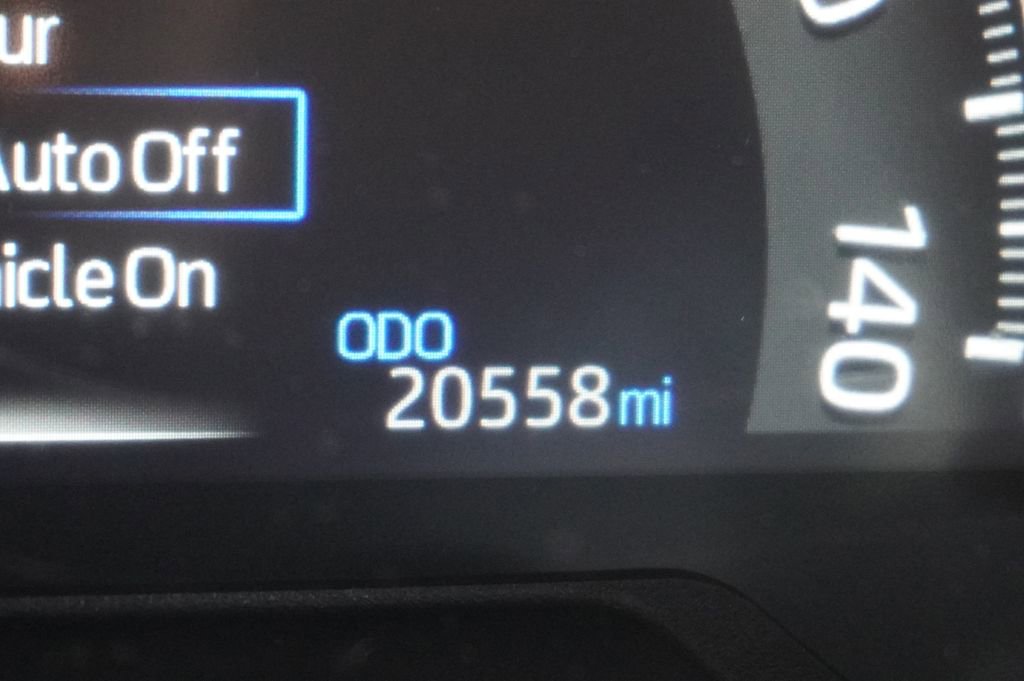 ur
Auto Off
icle On
ODO
20558 mi
140